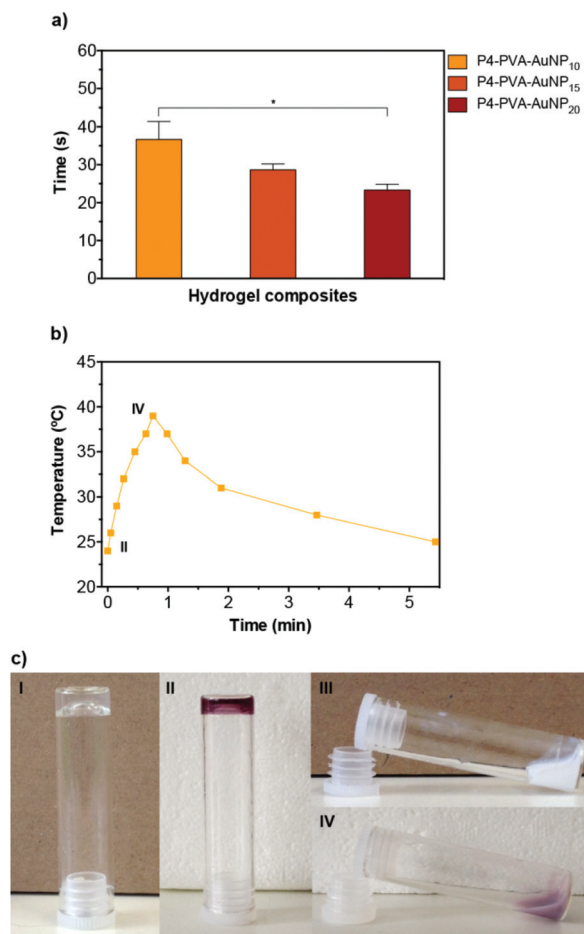 a)
60
50
40
30
20
10
0
Time (s)
*
Hydrogel composites
P4-PVA-AuNP₁₀
P4-PVA-AuNP₁₅
P4-PVA-AuNP₂₀
b)
45
40
35
30
25
20
Temperature (ºC)
IV
II
0 1 2 3 4 5
Time (min)
c)
I
II
III
IV